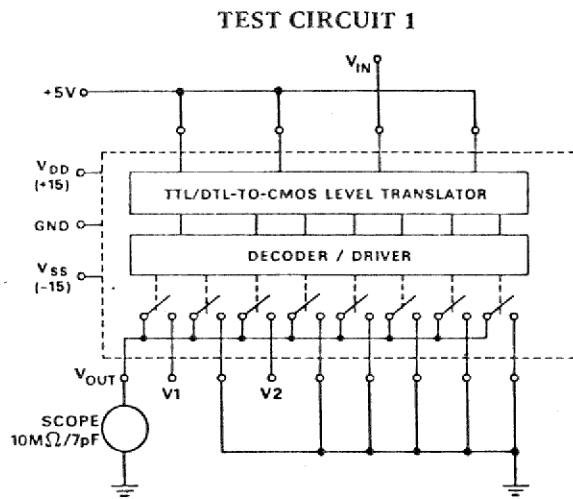 TEST CIRCUIT 1
VIN
+5V
VDD
(+15)
TTL/DTL-TO-CMOS LEVEL TRANSLATOR
GND
DECODER / DRIVER
VSS
(-15)
VOUT
V1
V2
SCOPE
10MΩ/7pF